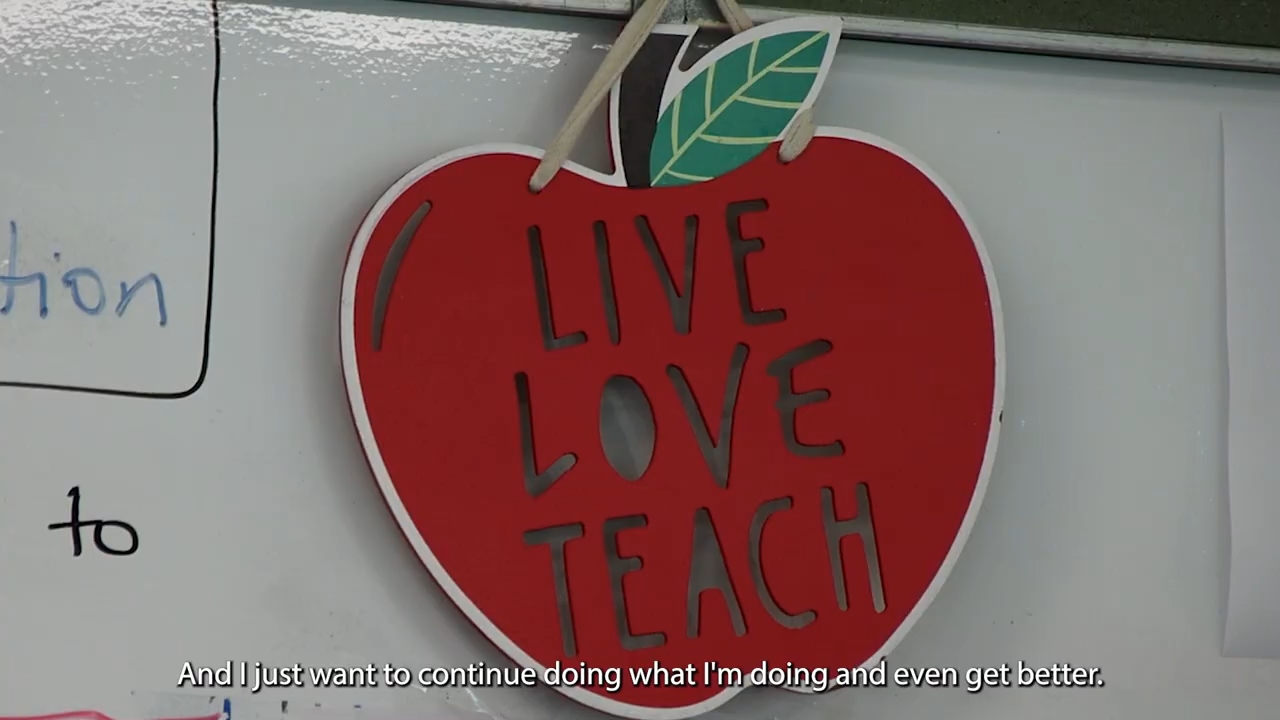 tion
to
LIVE
LOVE
TEACH
And I just want to continue doing what I'm doing and even get better.